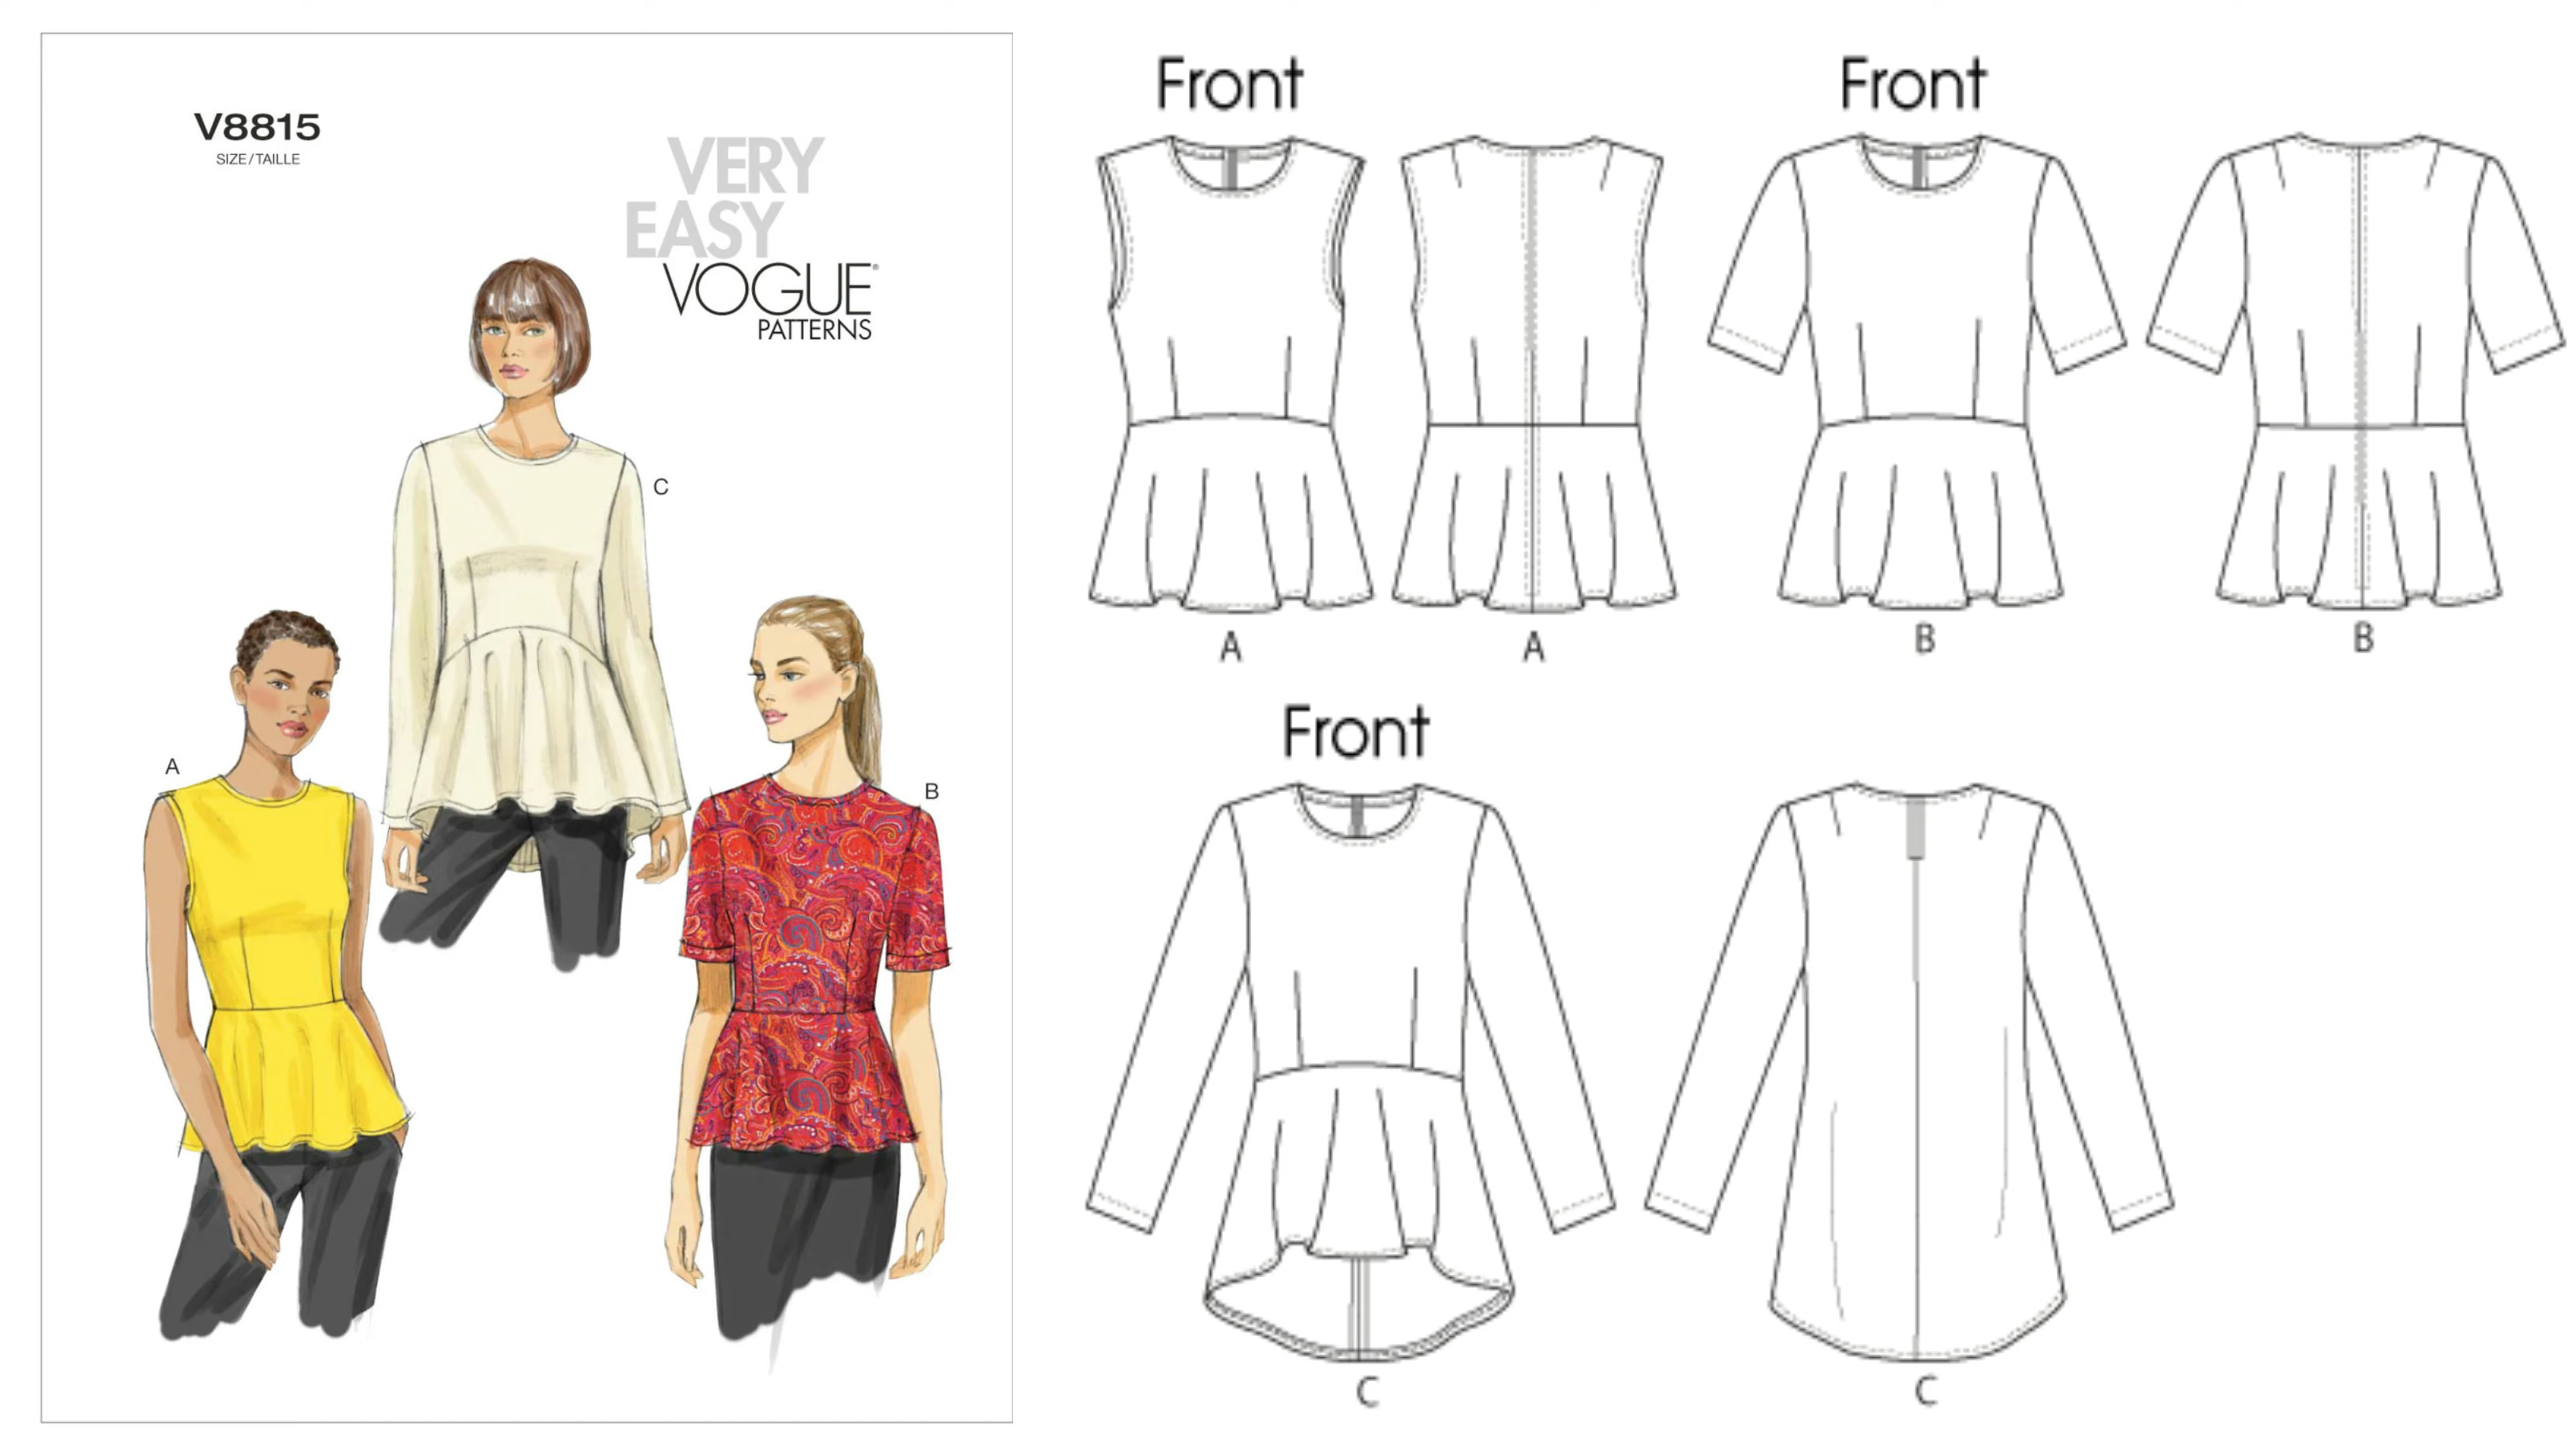 V8815
SIZE/TAILLE
VERY
EASY
VOGUE®
PATTERNS
C
A
B
Front
Front
A
A
B
B
Front
C
C